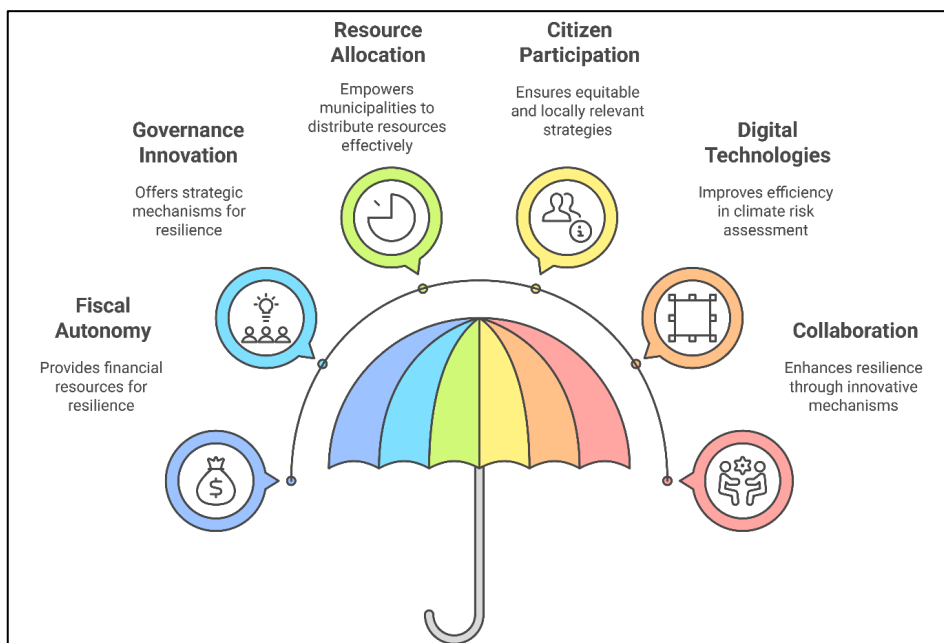 Resource
Allocation
Empowers
municipalities to
distribute resources
effectively
Citizen
Participation
Ensures equitable
and locally relevant
strategies
Governance
Innovation
Offers strategic
mechanisms for
resilience
Digital
Technologies
Improves efficiency
in climate risk
assessment
Fiscal
Autonomy
Provides financial
resources for
resilience
Collaboration
Enhances resilience
through innovative
mechanisms
$
i